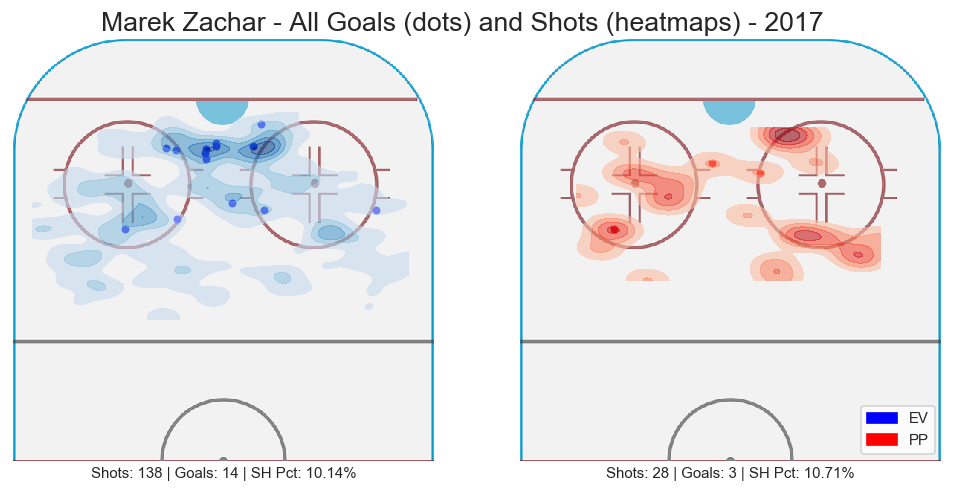 Marek Zachar - All Goals (dots) and Shots (heatmaps) - 2017
EV
PP
Shots: 138 | Goals: 14 | SH Pct: 10.14%
Shots: 28 | Goals: 3 | SH Pct: 10.71%